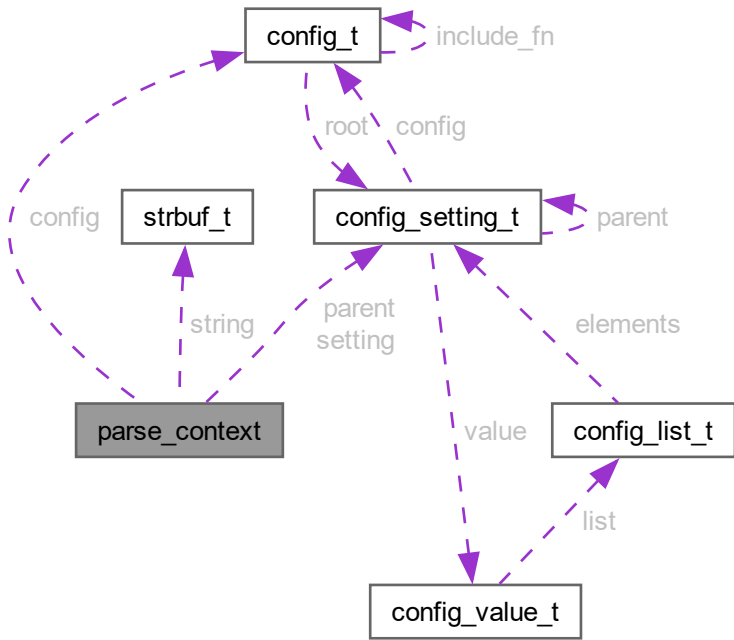 config_t
include_fn
root
config
config
strbuf_t
config_setting_t
parent
string
parent
setting
elements
parse_context
value
config_list_t
list
config_value_t